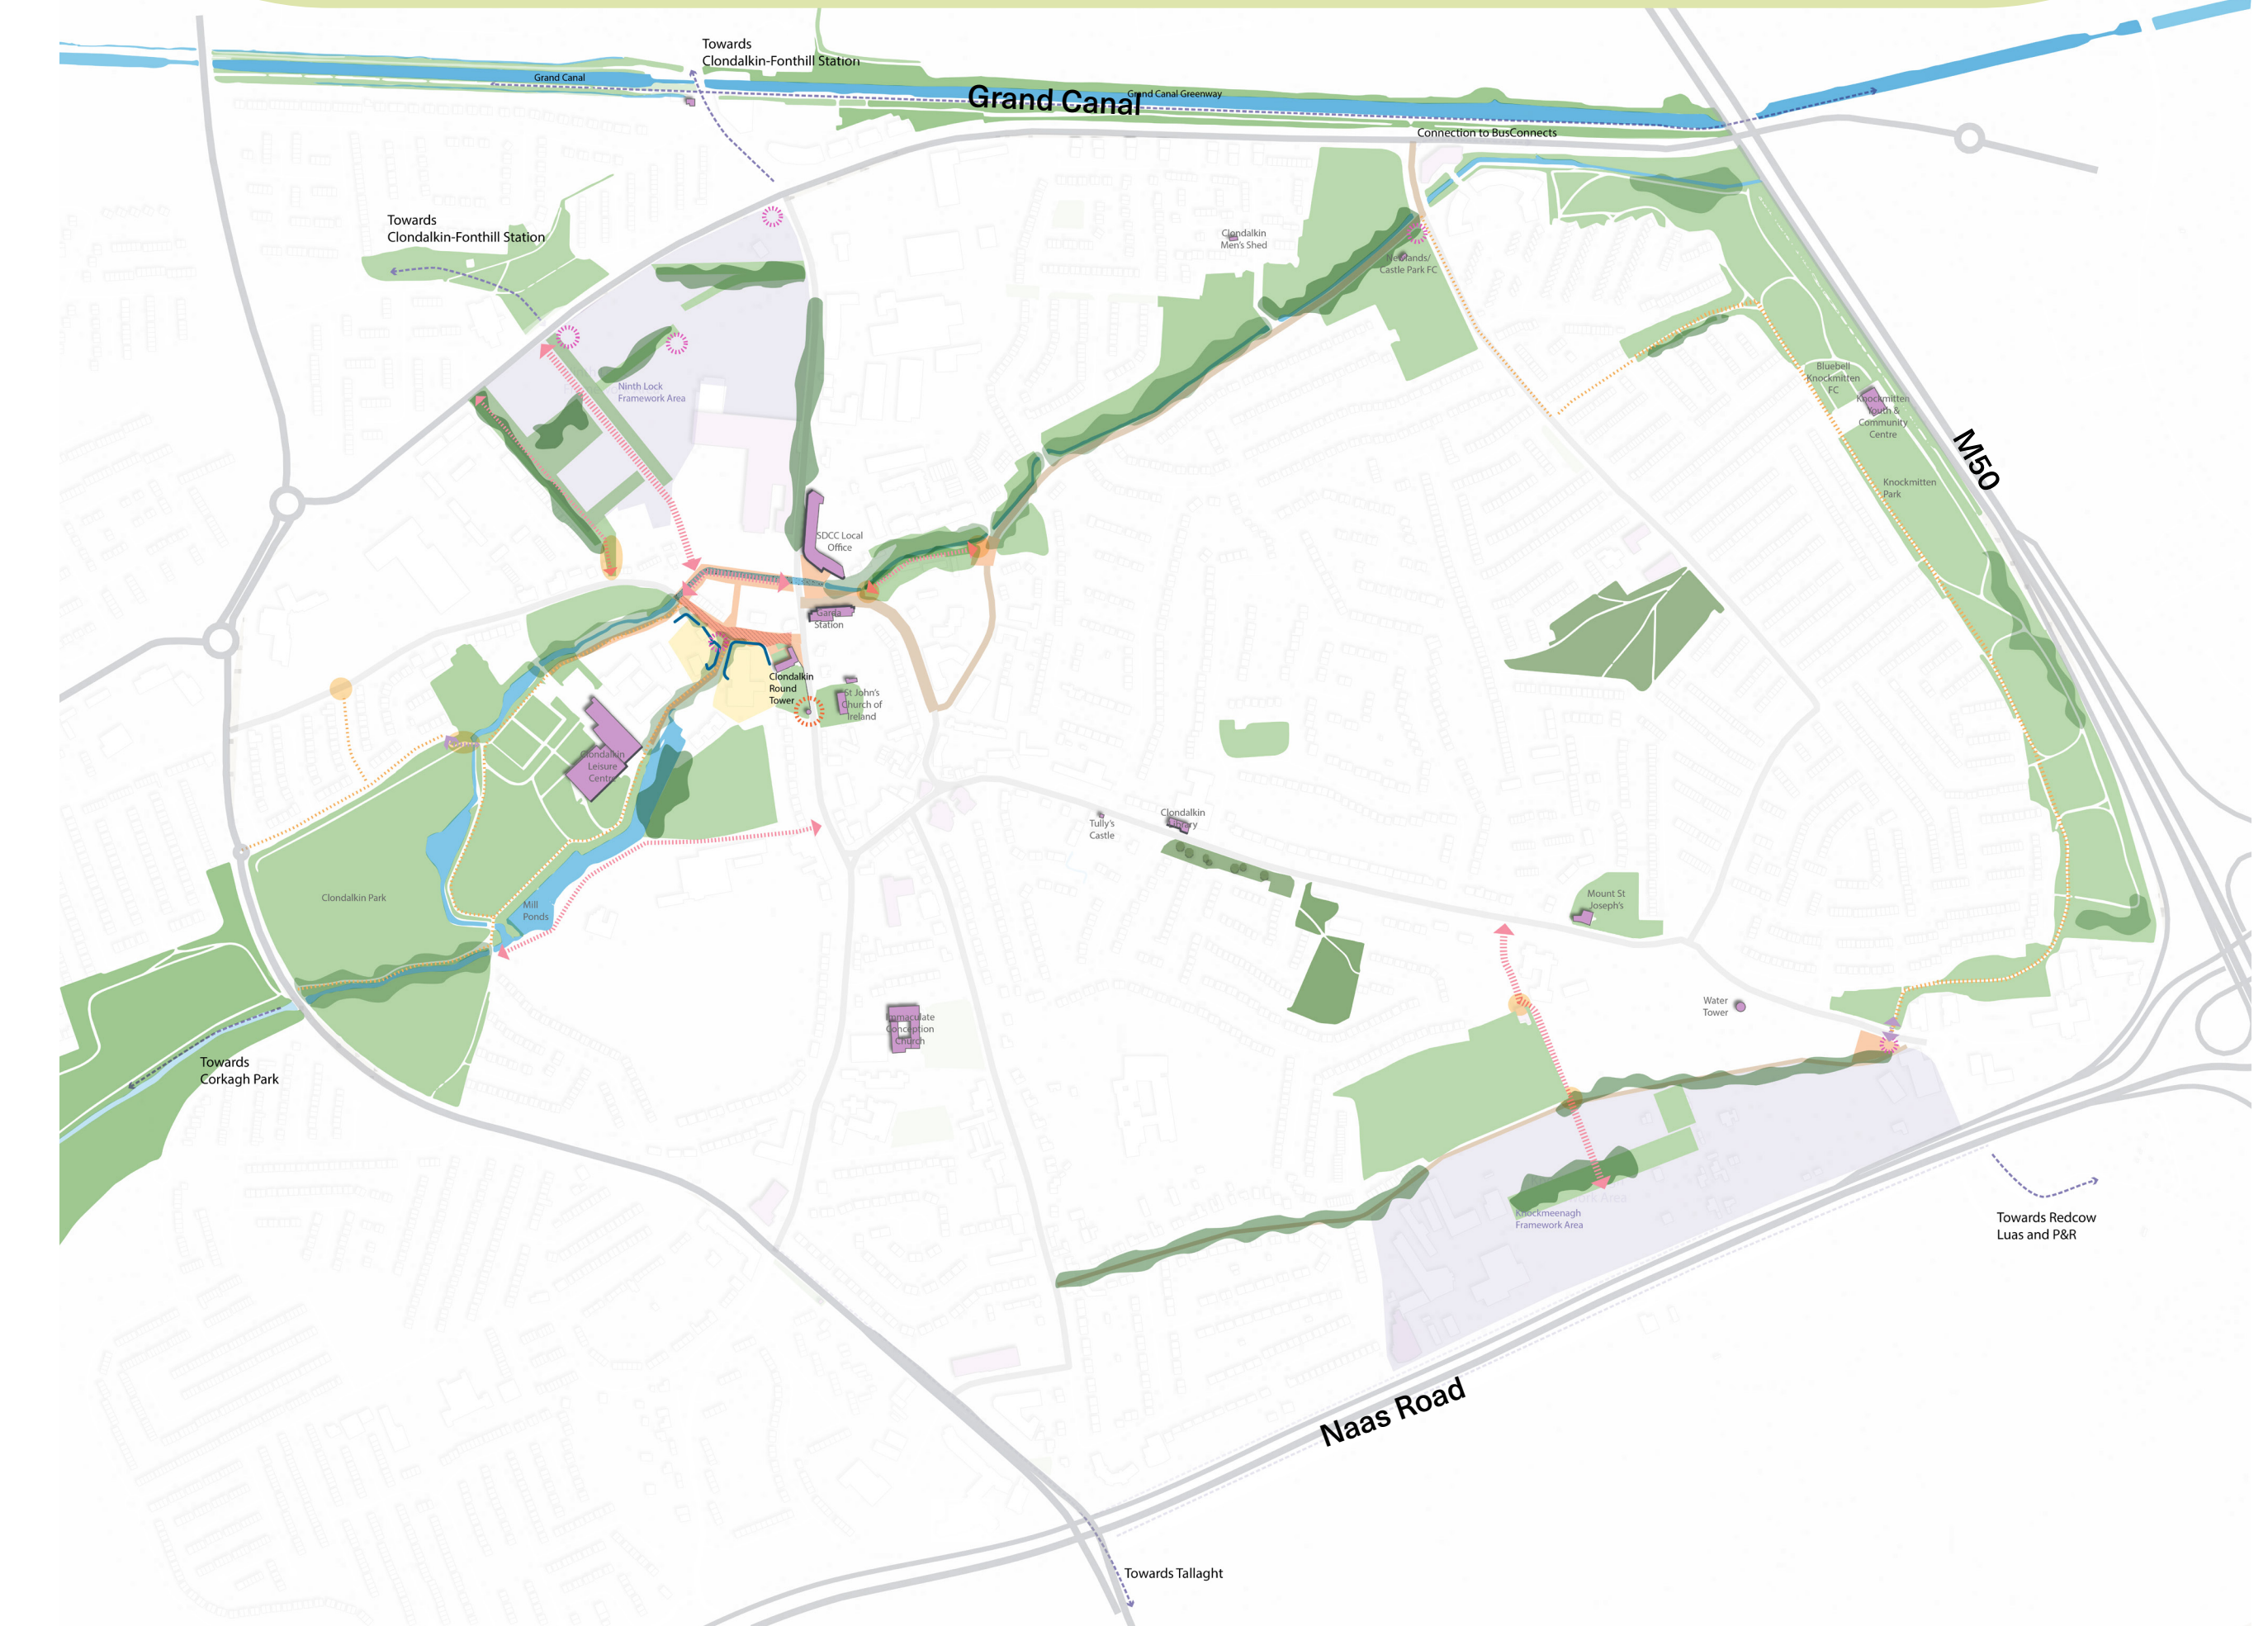 Towards
Clondalkin-Fonthill Station
Grand Canal
Grand Canal Greenway
Grand Canal
Connection to BusConnects
Towards
Clondalkin-Fonthill Station
Clondalkin
Men's Shed
Newlands/
Castle Park FC
Ninth Lock
Framework Area
Bluebell
Knockmitten
FC
Knockmitten
Youth &
Community
Centre
M50
Knockmitten
Park
SDCC Local
Office
Garda
Station
Clondalkin
Round
Tower
St John's
Church of
Ireland
Clondalkin
Leisure
Centre
Tully's
Castle
Clondalkin
Library
Clondalkin Park
Mill
Ponds
Mount St
Joseph's
Water
Tower
Immaculate
Conception
Church
Towards
Corkagh Park
Knockmeenagh
Framework Area
Towards Redcow
Luas and P&R
Naas Road
Towards Tallaght